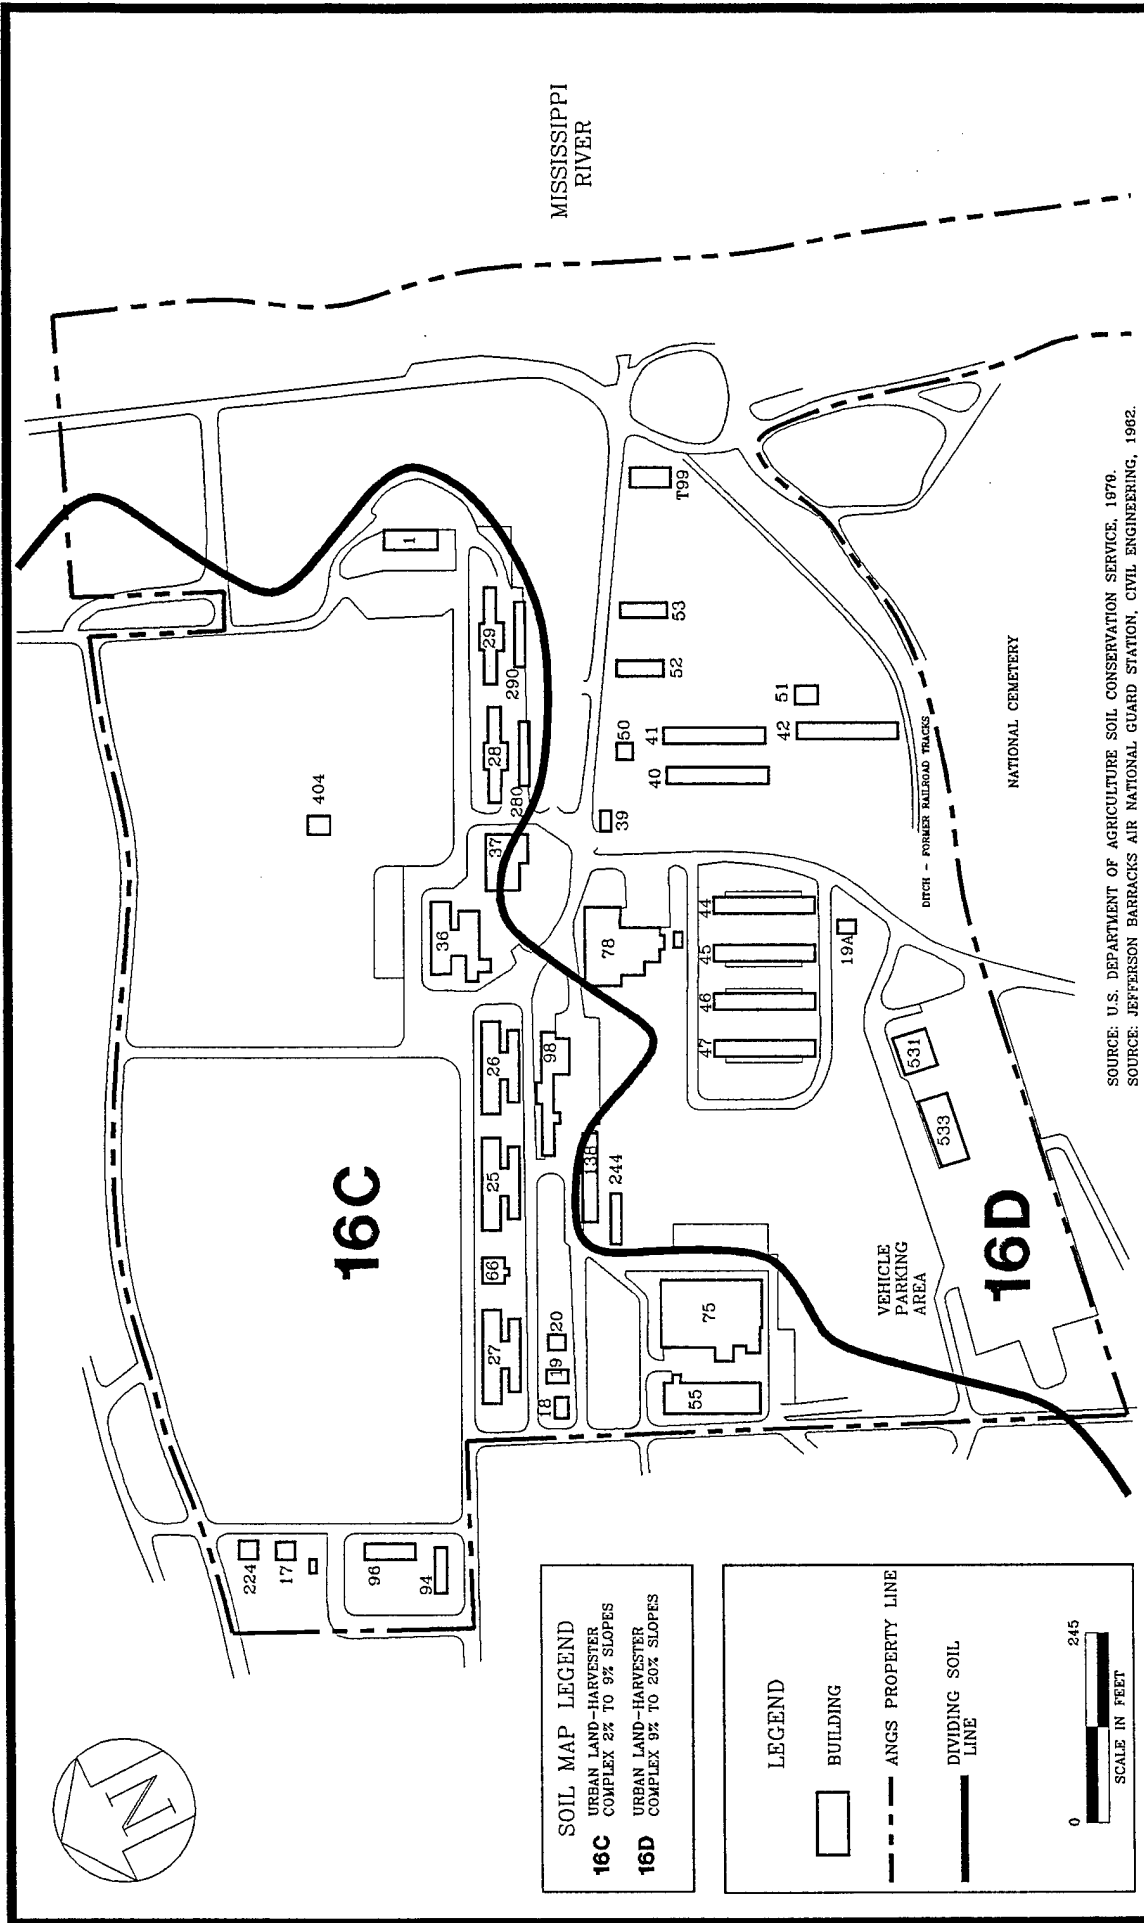 MISSISSIPPI
RIVER
404
1
29
290
28
280
37
36
T99
53
52
51
50
41
42
40
39
78
44
45
46
47
19A
DITCH - FORMER RAILROAD TRACKS
NATIONAL CEMETERY
16C
26
98
25
138
244
66
27
20
19
18
75
55
531
533
16D
VEHICLE
PARKING
AREA
224
17
96
94
N
SOIL MAP LEGEND
16C URBAN LAND-HARVESTER
COMPLEX 2% TO 9% SLOPES
16D URBAN LAND-HARVESTER
COMPLEX 9% TO 20% SLOPES
LEGEND
BUILDING
ANGS PROPERTY LINE
DIVIDING SOIL
LINE
0 245
SCALE IN FEET
SOURCE: U.S. DEPARTMENT OF AGRICULTURE SOIL CONSERVATION SERVICE, 1979.
SOURCE: JEFFERSON BARRACKS AIR NATIONAL GUARD STATION, CIVIL ENGINEERING, 1962.